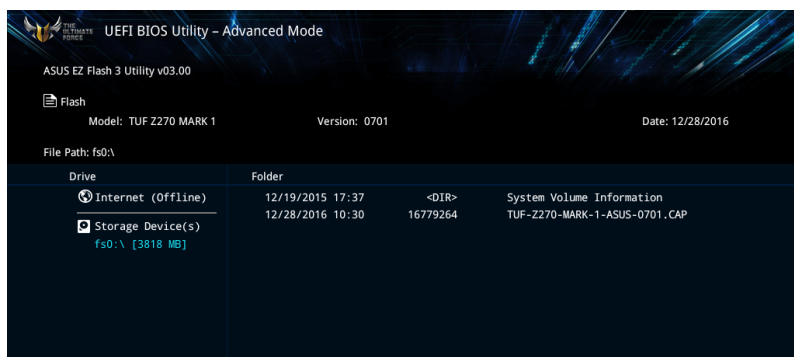 THE
ULTIMATE
FORCE
UEFI BIOS Utility – Advanced Mode
ASUS EZ Flash 3 Utility v03.00
Flash
Model: TUF Z270 MARK 1 Version: 0701 Date: 12/28/2016
File Path: fs0:\
Drive Folder
Internet (Offline) 12/19/2015 17:37 <DIR> System Volume Information
12/28/2016 10:30 16779264 TUF-Z270-MARK-1-ASUS-0701.CAP
Storage Device(s)
fs0:\ [3818 MB]